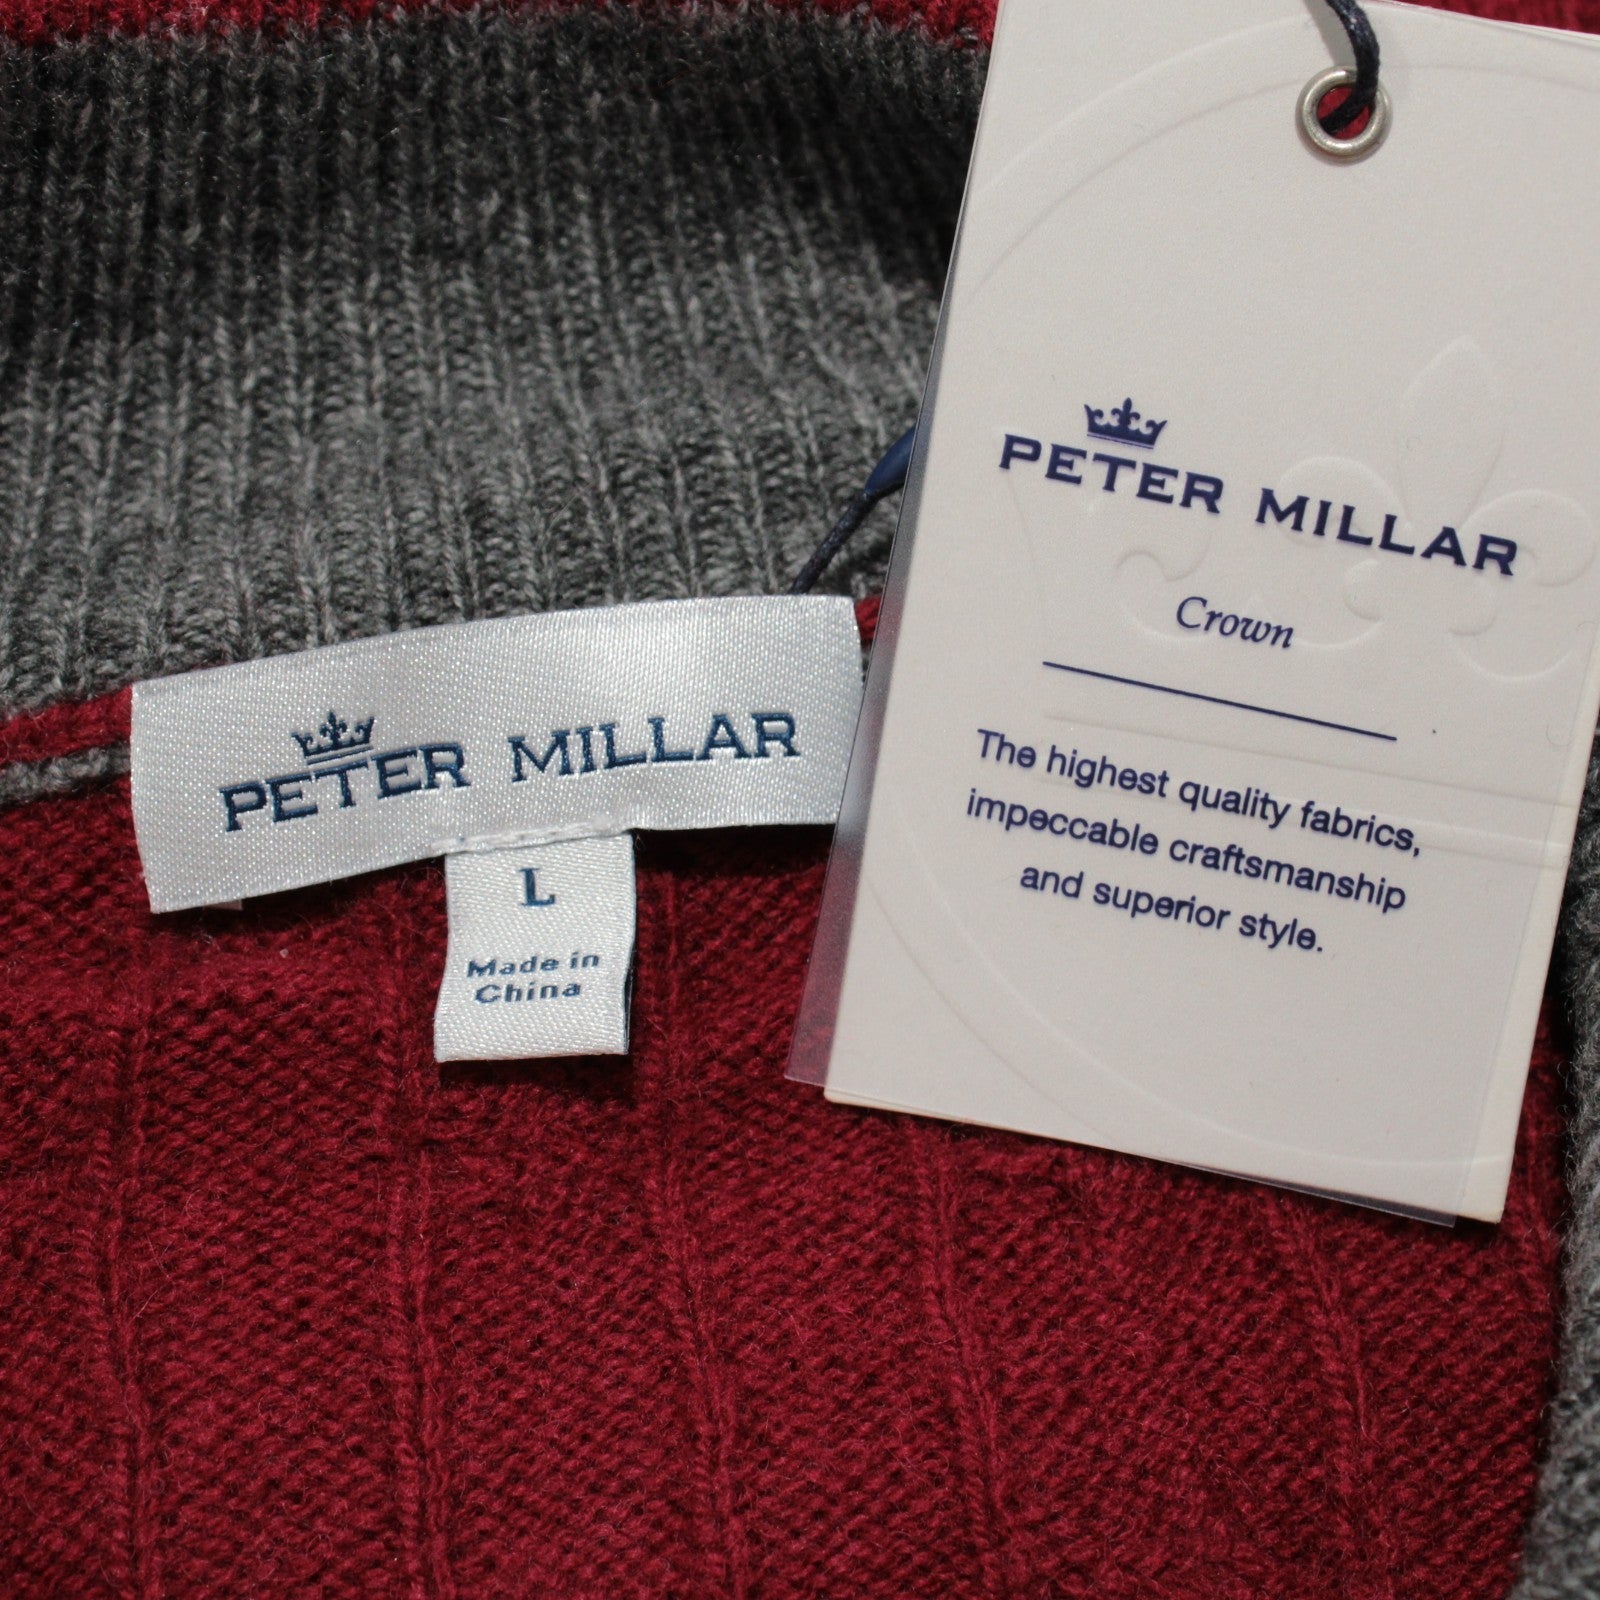 PETER MILLAR
L
Made in
China
PETER MILLAR
Crown
The highest quality fabrics,
impeccable craftsmanship
and superior style.